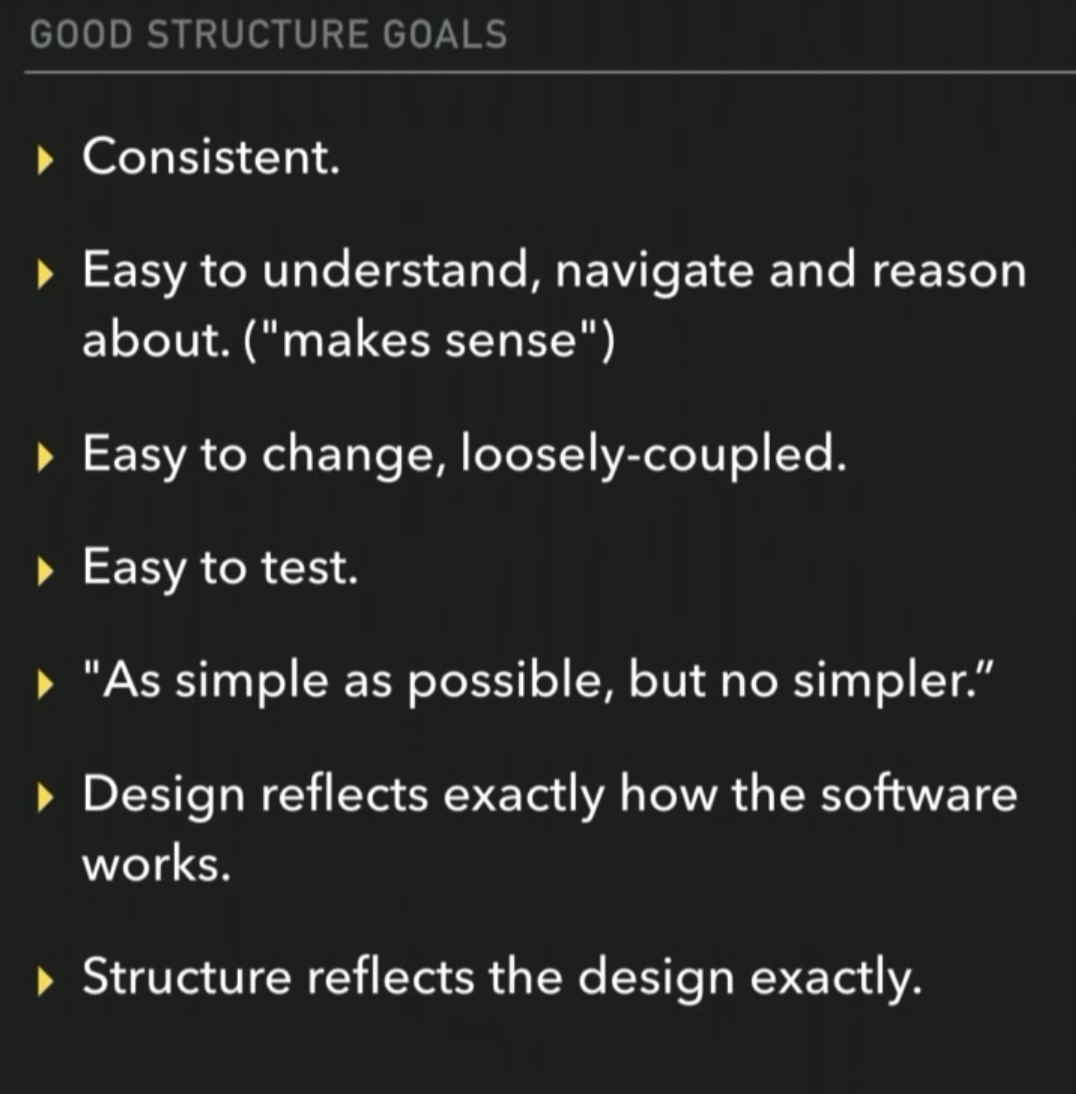 GOOD STRUCTURE GOALS
Consistent.
Easy to understand, navigate and reason
about. ("makes sense")
Easy to change, loosely-coupled.
Easy to test.
"As simple as possible, but no simpler.”
Design reflects exactly how the software
works.
Structure reflects the design exactly.